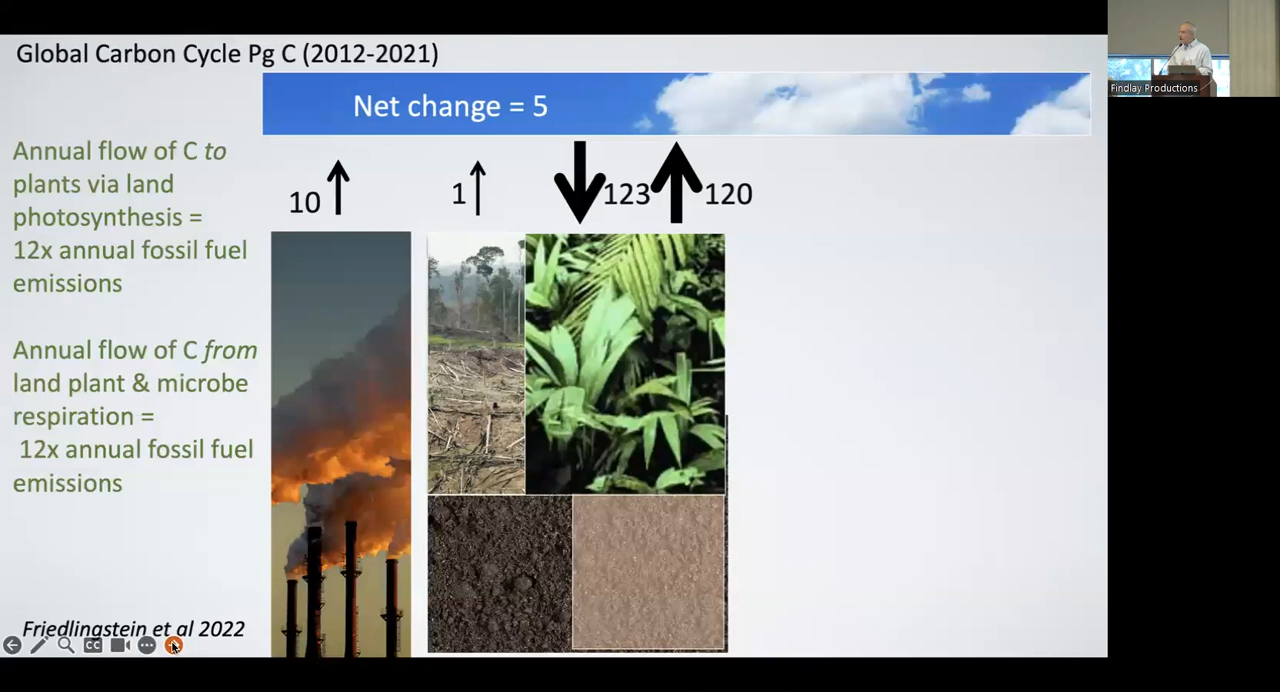 Global Carbon Cycle Pg C (2012-2021)
Net change = 5
Findlay Productions
Annual flow of C to
plants via land
photosynthesis =
12x annual fossil fuel
emissions
10
1
123
120
Annual flow of C from
land plant & microbe
respiration =
12x annual fossil fuel
emissions
Friedlingstein et al 2022
CC